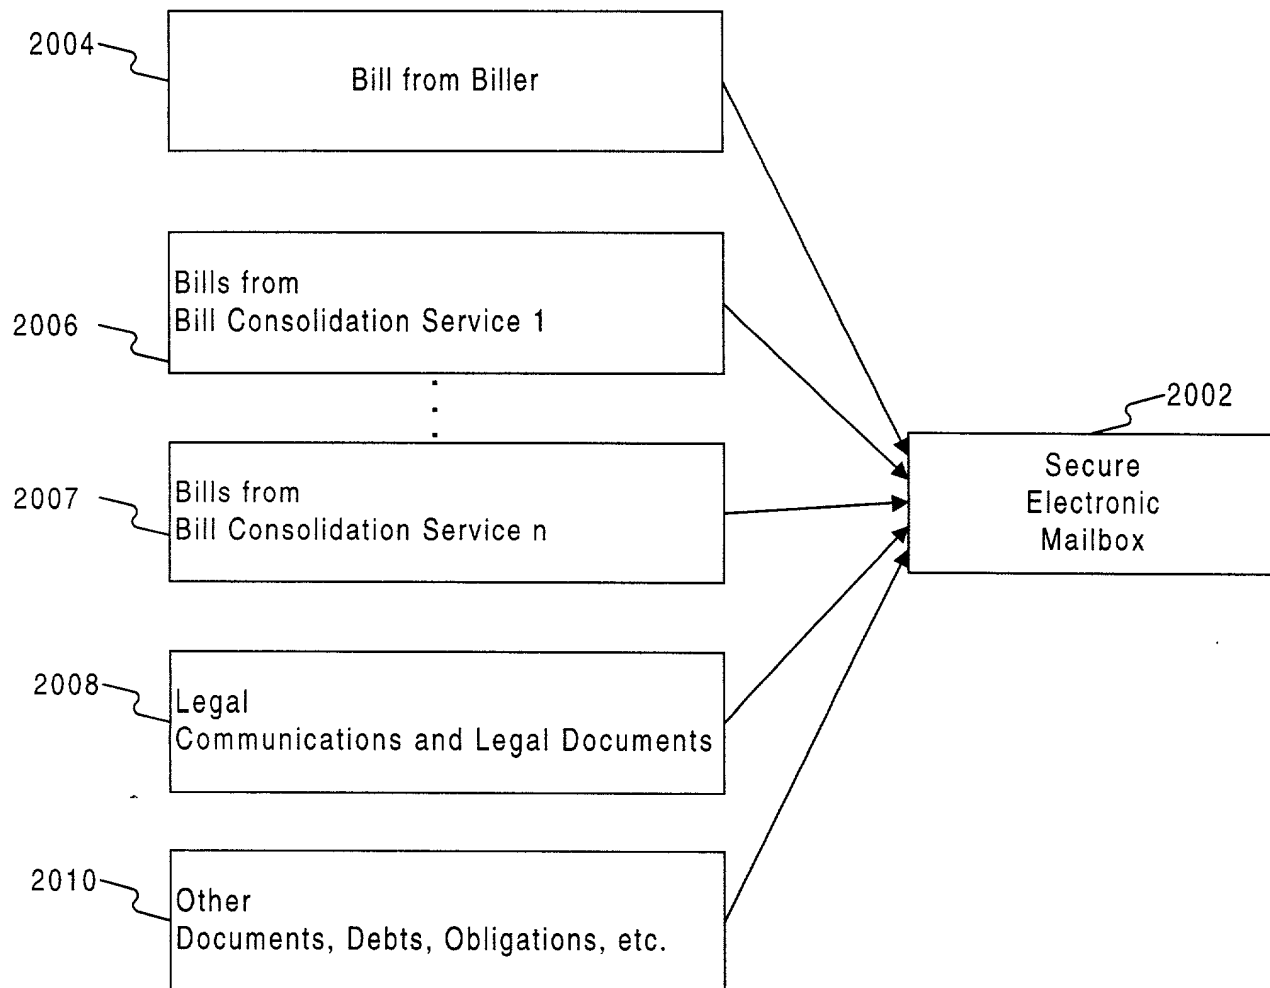 2004
Bill from Biller
Bills from
Bill Consolidation Service 1
2006
2002
Secure
Electronic
Mailbox
2007
Bills from
Bill Consolidation Service n
2008
Legal
Communications and Legal Documents
2010
Other
Documents, Debts, Obligations, etc.